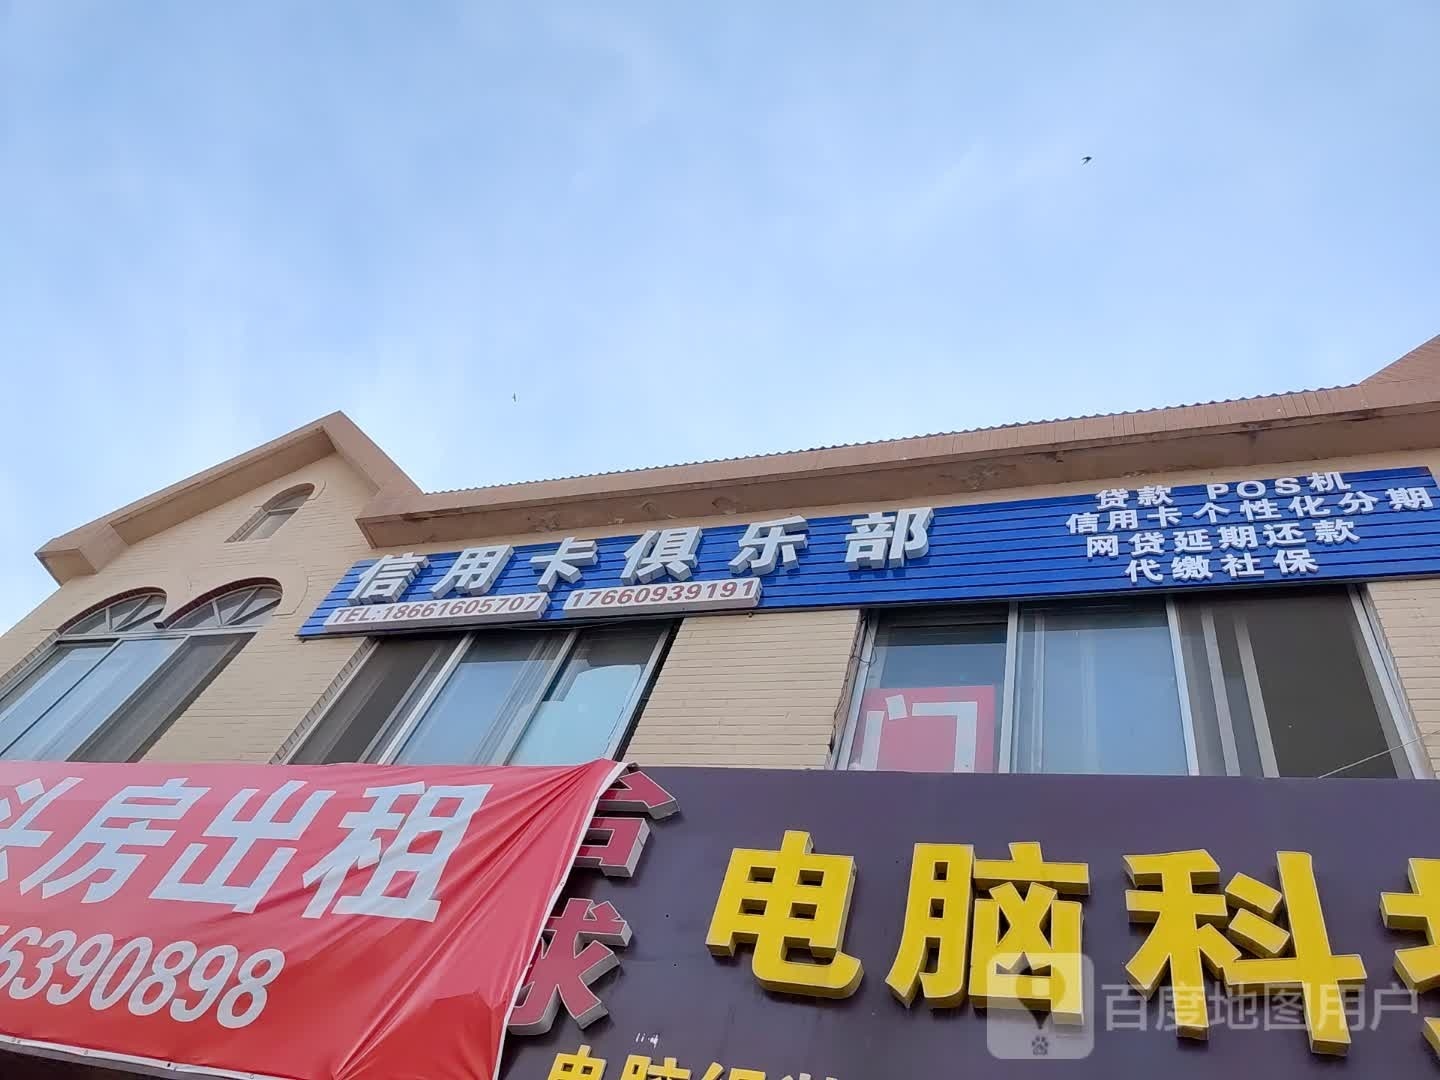 贷款 POS机
信用卡个性化分期
网贷延期还款
代缴社保
信用卡俱乐部
TEL:18661605707 17660939191
门
房出租
6390898
电脑科
百度地图用户